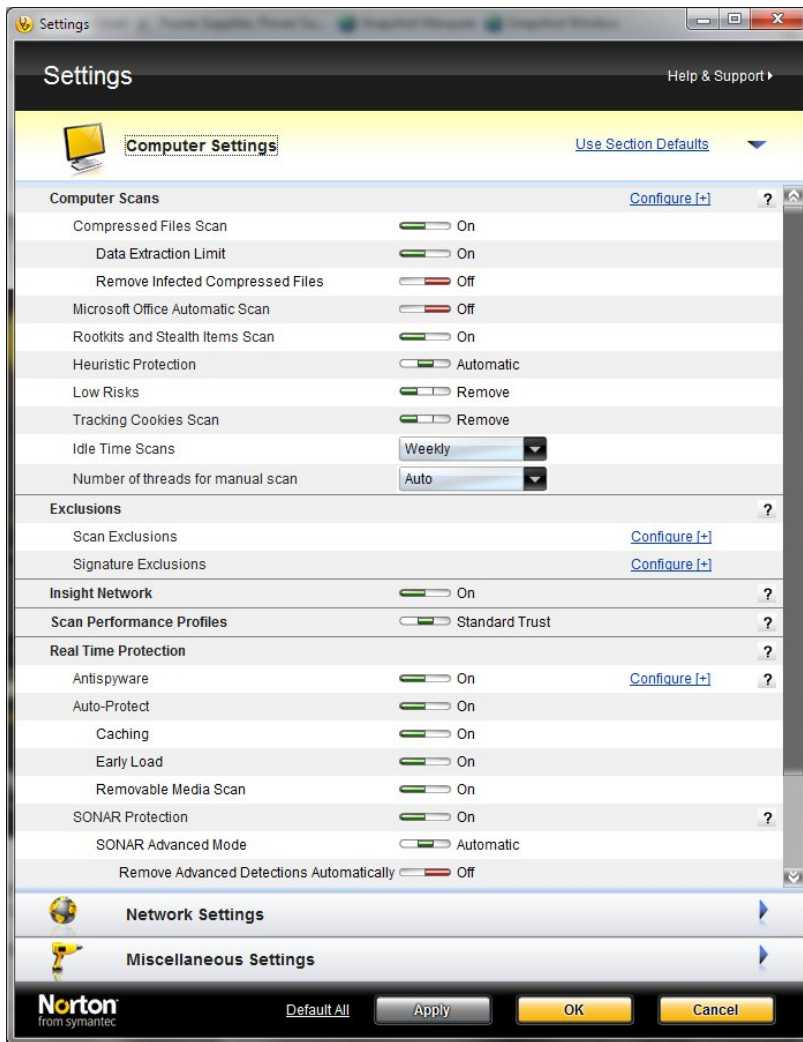 Settings
Settings
Help & Support
Computer Settings
Use Section Defaults
Computer Scans Configure [+] ?
Compressed Files Scan On
Data Extraction Limit On
Remove Infected Compressed Files Off
Microsoft Office Automatic Scan Off
Rootkits and Stealth Items Scan On
Heuristic Protection Automatic
Low Risks Remove
Tracking Cookies Scan Remove
Idle Time Scans Weekly
Number of threads for manual scan Auto
Exclusions ?
Scan Exclusions Configure [+]
Signature Exclusions Configure [+]
Insight Network On ?
Scan Performance Profiles Standard Trust ?
Real Time Protection ?
Antispyware On Configure [+] ?
Auto-Protect On
Caching On
Early Load On
Removable Media Scan On
SONAR Protection On ?
SONAR Advanced Mode Automatic
Remove Advanced Detections Automatically Off
Network Settings
Miscellaneous Settings
Norton
from symantec
Default All Apply OK Cancel